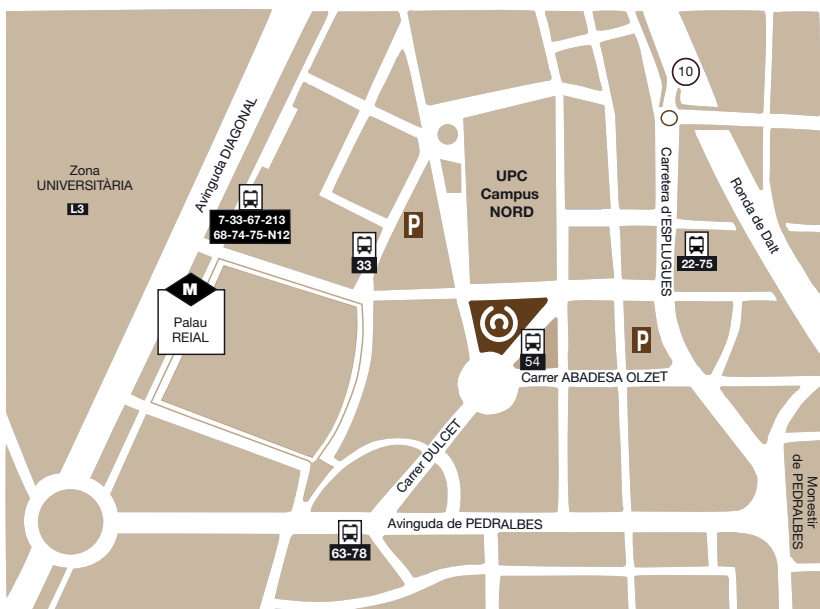 10
Avinguda DIAGONAL
Zona
UNIVERSITÀRIA
L3
UPC
Campus
NORD
Carretera d'ESPLUGUES
Ronda de Dalt
7-33-67-213
68-74-75-N12
P
33
22-75
M
Palau
REIAL
P
54
Carrer ABADESA OLZET
Carrer DULCET
Monestir
de PEDRALBES
Avinguda de PEDRALBES
63-78